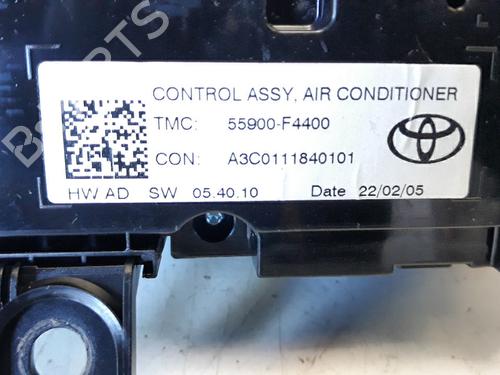 CONTROL ASSY, AIR CONDITIONER
TMC: 55900-F4400
CON: A3C0111840101
HW AD SW 05.40.10 Date 22/02/05